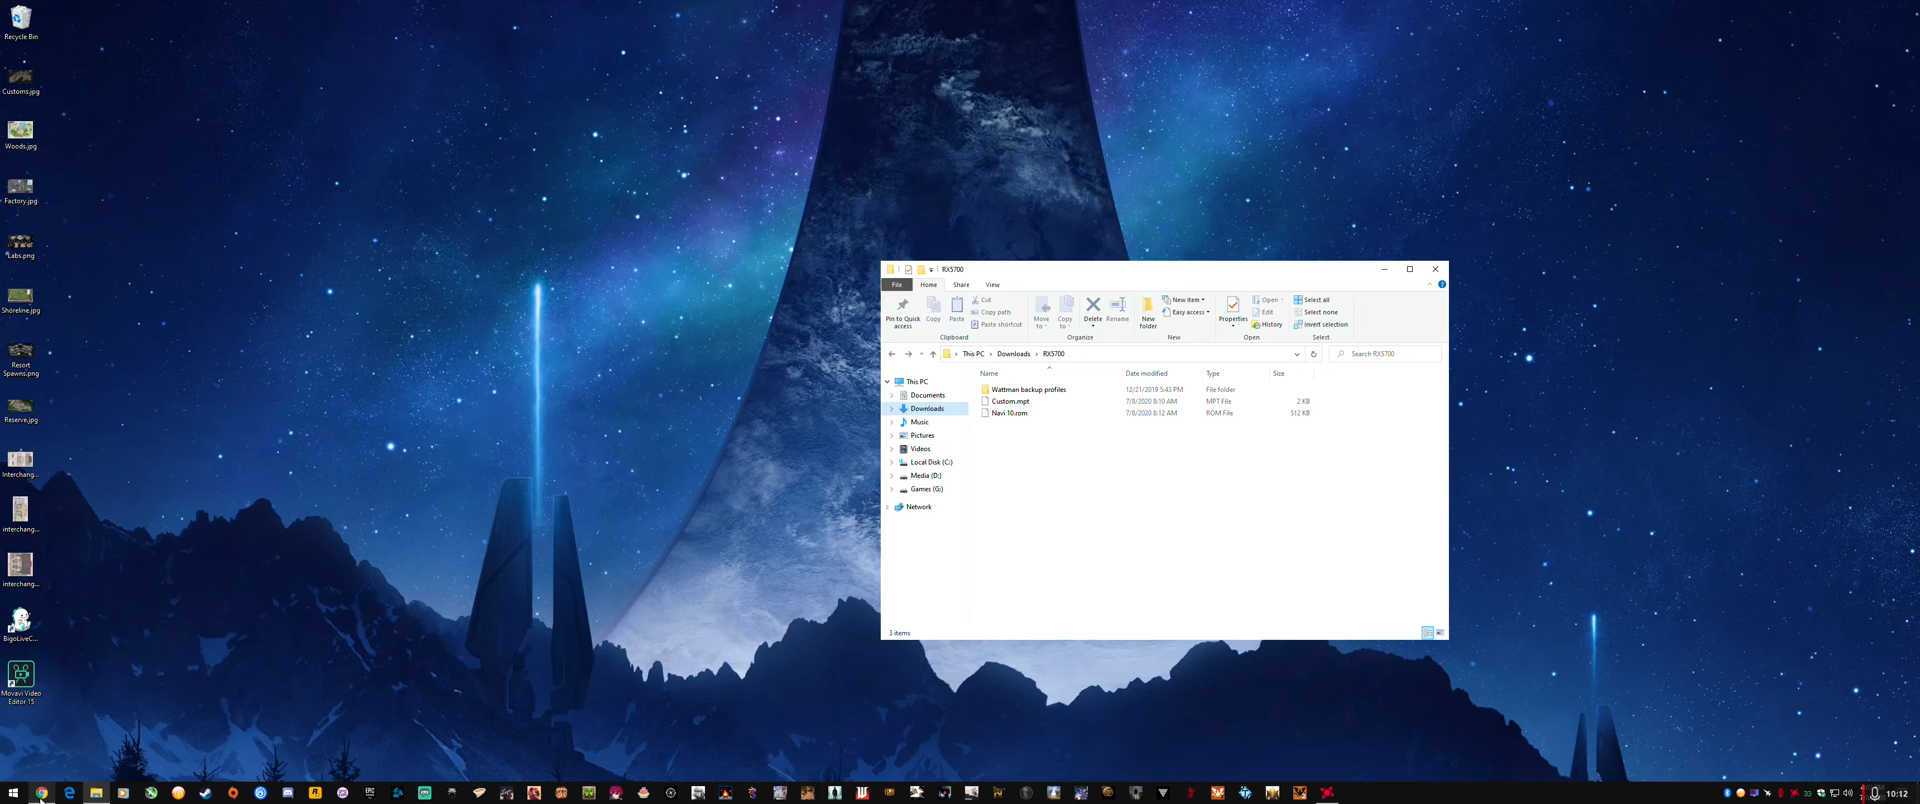 Recycle Bin
Customs.jpg
Woods.jpg
Factory.jpg
Labs.png
Shoreline.jpg
Resort
Spawns.png
Reserve.jpg
Interchang...
interchang...
interchang...
BigoLiveC...
Movavi Video
Editor 15
RX5700
File
Home
Share
View
Pin to Quick
access
Copy
Paste
Cut
Copy path
Paste shortcut
Clipboard
Move
to
Copy
to
Delete
Rename
Organize
New
folder
New item
Easy access
New
Properties
Open
Edit
History
Open
Select all
Select none
Invert selection
Select
This PC
Downloads
RX5700
Search RX5700
This PC
Documents
Downloads
Music
Pictures
Videos
Local Disk (C:)
Media (D:)
Games (G:)
Network
Name
Date modified
Type
Size
Wattman backup profiles
12/21/2019 5:43 PM
File folder
Custom.mpt
7/8/2020 8:10 AM
MPT File
2 KB
Navi 10.rom
7/8/2020 8:12 AM
ROM File
512 KB
3 items
EPIC
33
10:12